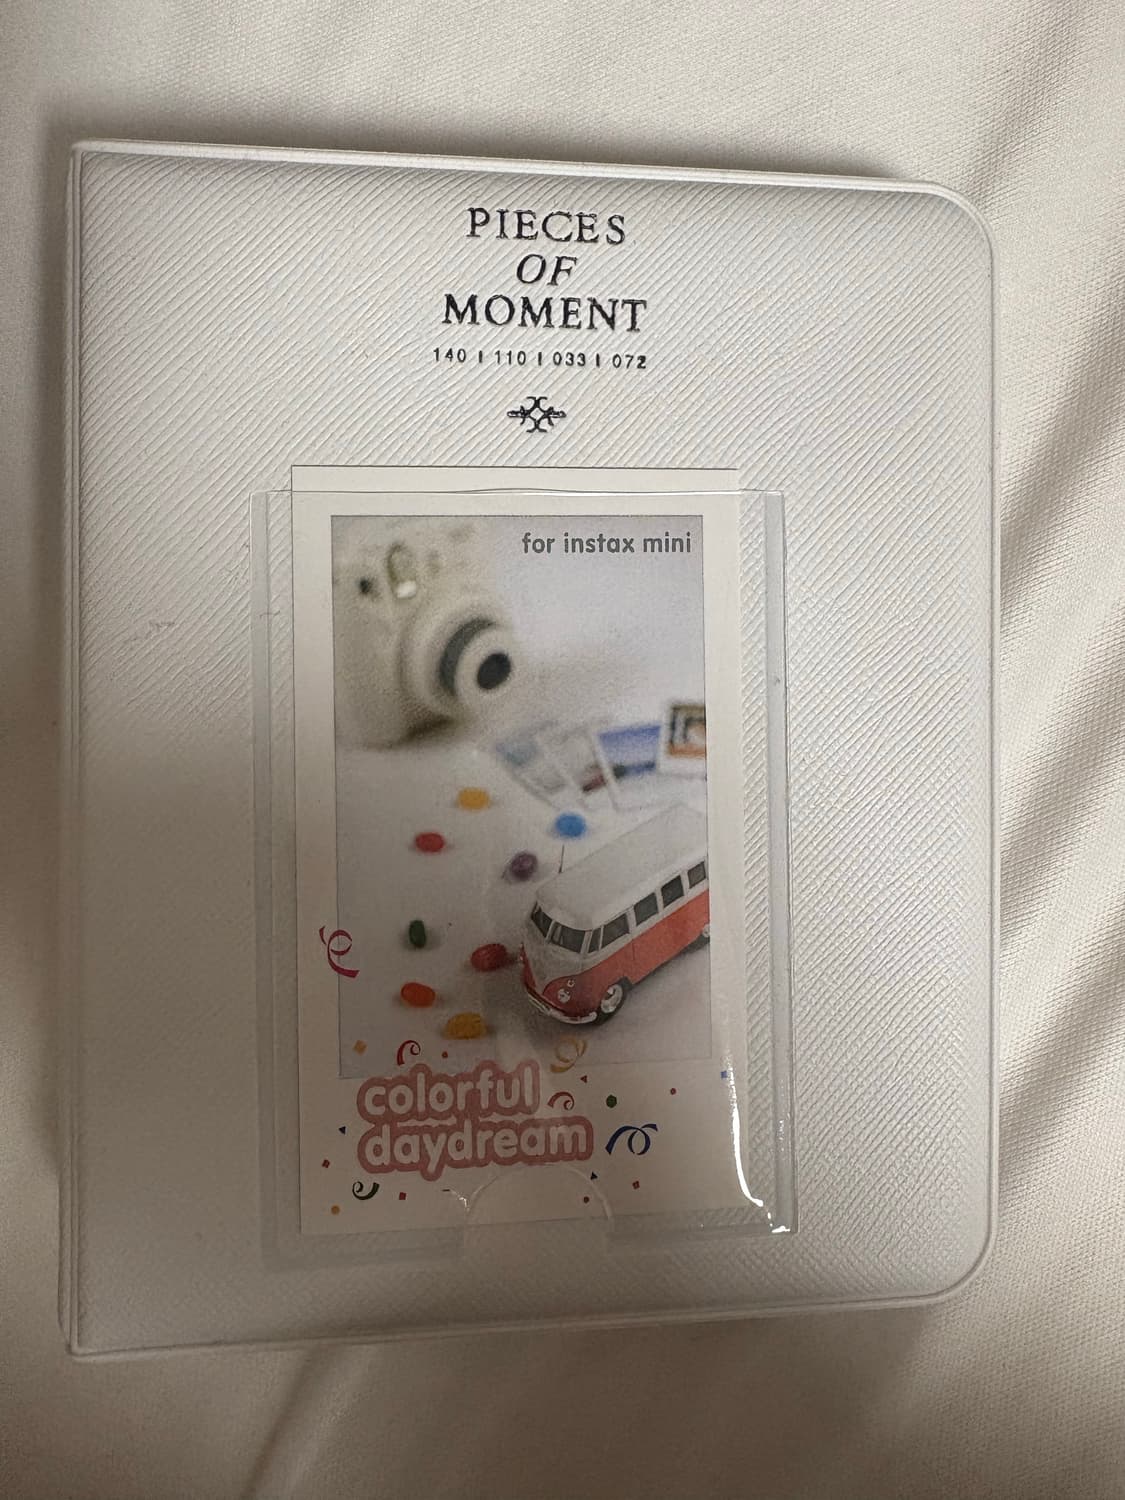 PIECES
OF
MOMENT
140 | 110 | 033 | 072
for instax mini
colorful
daydream